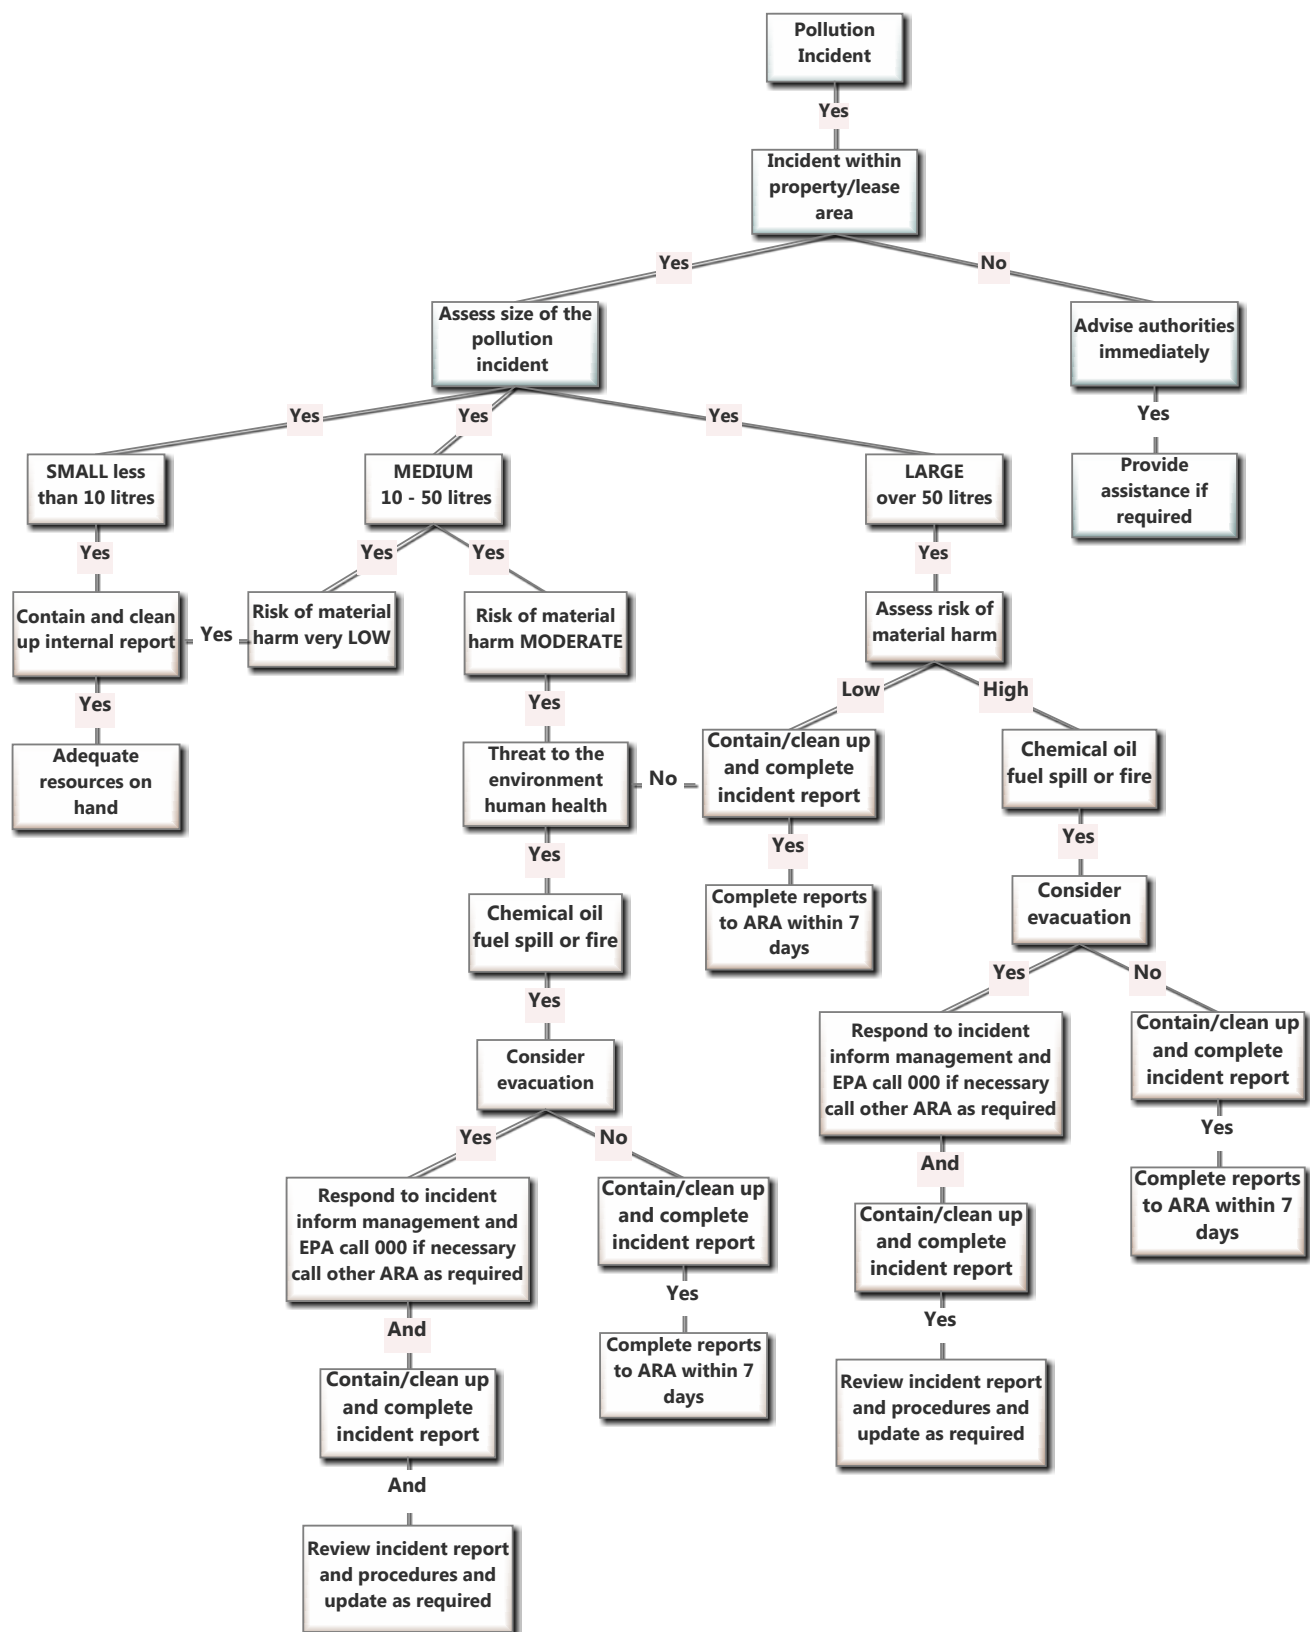 Pollution
Incident
Yes
Incident within
property/lease
area
Yes
No
Assess size of the
pollution
incident
Advise authorities
immediately
Yes
Yes
Yes
Yes
SMALL less
than 10 litres
MEDIUM
10 - 50 litres
LARGE
over 50 litres
Provide
assistance if
required
Yes
Yes
Yes
Yes
Contain and clean
up internal report
Yes
Risk of material
harm very LOW
Risk of material
harm MODERATE
Assess risk of
material harm
Yes
Yes
Low
High
Adequate
resources on
hand
Threat to the
environment
human health
No
Contain/clean up
and complete
incident report
Chemical oil
fuel spill or fire
Yes
Yes
Yes
Chemical oil
fuel spill or fire
Complete reports
to ARA within 7
days
Consider
evacuation
Yes
Yes
No
Consider
evacuation
Respond to incident
inform management and
EPA call 000 if necessary
call other ARA as required
Contain/clean up
and complete
incident report
Yes
No
And
Yes
Respond to incident
inform management and
EPA call 000 if necessary
call other ARA as required
Contain/clean up
and complete
incident report
Contain/clean up
and complete
incident report
Complete reports
to ARA within 7
days
And
Yes
Yes
Contain/clean up
and complete
incident report
Complete reports
to ARA within 7
days
Review incident report
and procedures and
update as required
And
Review incident report
and procedures and
update as required